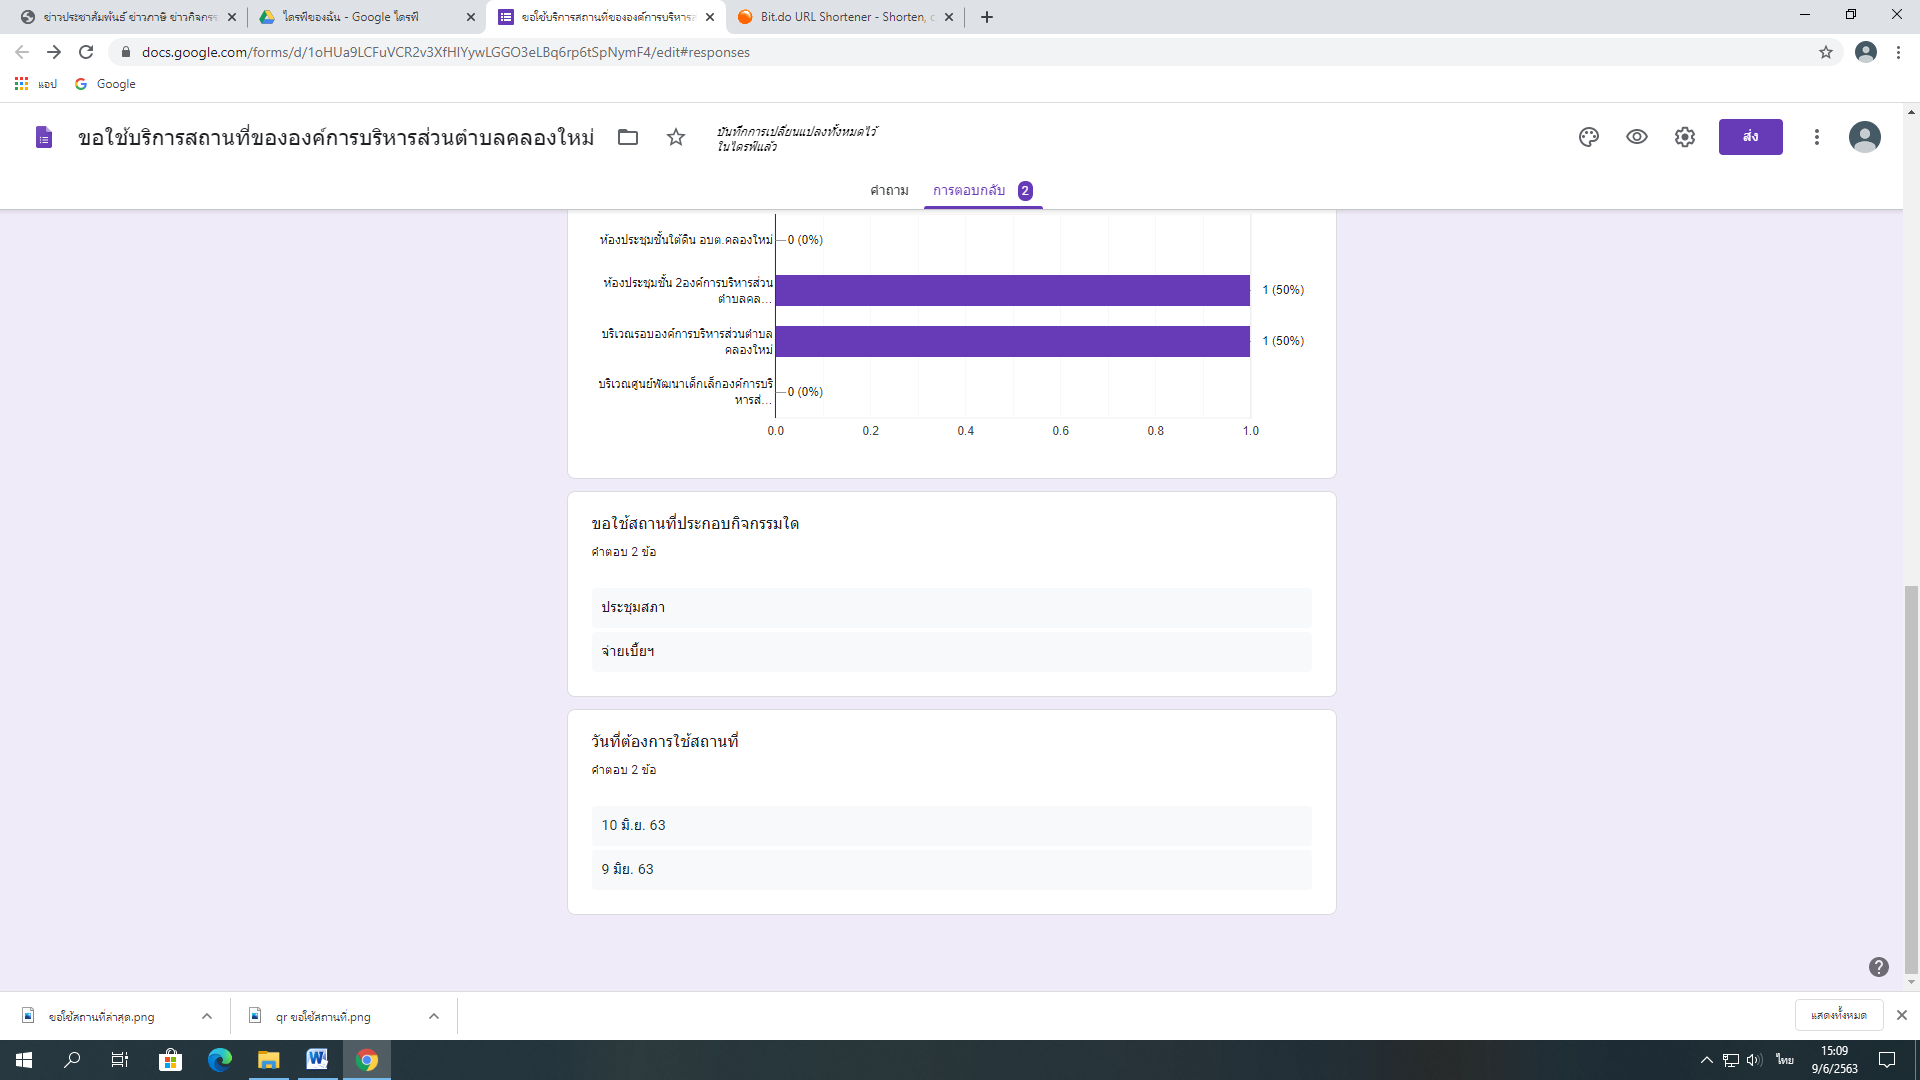 ข่าวประชาสัมพันธ์ ข่าวภาษี ข่าวกิจกรร
ไดรฟ์ของฉัน - Google ไดรฟ์
ขอใช้บริการสถานที่ขององค์การบริหารส
Bit.do URL Shortener - Shorten, c
docs.google.com/forms/d/1oHUa9LCFuVCR2v3XfHIYywLGGO3eLBq6rp6tSpNymF4/edit#responses
แอป
Google
ขอใช้บริการสถานที่ขององค์การบริหารส่วนตำบลคลองใหม่
บันทึกการเปลี่ยนแปลงทั้งหมดไว้
ในไดรฟ์แล้ว
ส่ง
คำถาม
การตอบกลับ 2
ห้องประชุมชั้นใต้ดิน อบต.คลองใหม่
0 (0%)
ห้องประชุมชั้น 2องค์การบริหารส่วน
ตำบลคล…
1 (50%)
บริเวณรอบองค์การบริหารส่วนตำบล
คลองใหม่
1 (50%)
บริเวณศูนย์พัฒนาเด็กเล็กองค์การบริ
หารส่…
0 (0%)
0.0 0.2 0.4 0.6 0.8 1.0
ขอใช้สถานที่ประกอบกิจกรรมใด
คำตอบ 2 ข้อ
ประชุมสภา
จ่ายเบี้ยฯ
วันที่ต้องการใช้สถานที่
คำตอบ 2 ข้อ
10 มิ.ย. 63
9 มิย. 63
ขอใช้สถานที่ล่าสุด.png
qr ขอใช้สถานที่.png
แสดงทั้งหมด
ไทย
15:09
9/6/2563